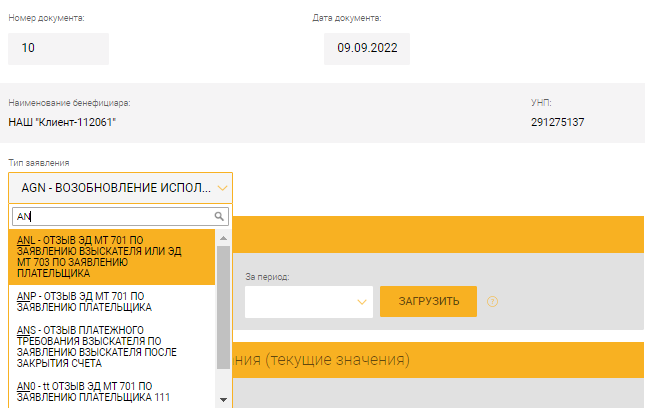 Номер документа:
Дата документа:
10
09.09.2022
Наименование бенефициара:
УНП:
НАШ "Клиент-112061"
291275137
Тип заявления
AGN - ВОЗОБНОВЛЕНИЕ ИСПОЛ...
AN
ANL - ОТЗЫВ ЭД МТ 701 ПО
ЗАЯВЛЕНИЮ ВЗЫСКАТЕЛЯ ИЛИ ЭД
МТ 703 ПО ЗАЯВЛЕНИЮ
ПЛАТЕЛЬЩИКА
ANP - ОТЗЫВ ЭД МТ 701 ПО
ЗАЯВЛЕНИЮ ПЛАТЕЛЬЩИКА
ANS - ОТЗЫВ ПЛАТЕЖНОГО
ТРЕБОВАНИЯ ВЗЫСКАТЕЛЯ ПО
ЗАЯВЛЕНИЮ ВЗЫСКАТЕЛЯ ПОСЛЕ
ЗАКРЫТИЯ СЧЕТА
AN0 - tt ОТЗЫВ ЭД МТ 701 ПО
ЗАЯВЛЕНИЮ ПЛАТЕЛЬЩИКА 111
За период:
ЗАГРУЗИТЬ
?
ния (текущие значения)